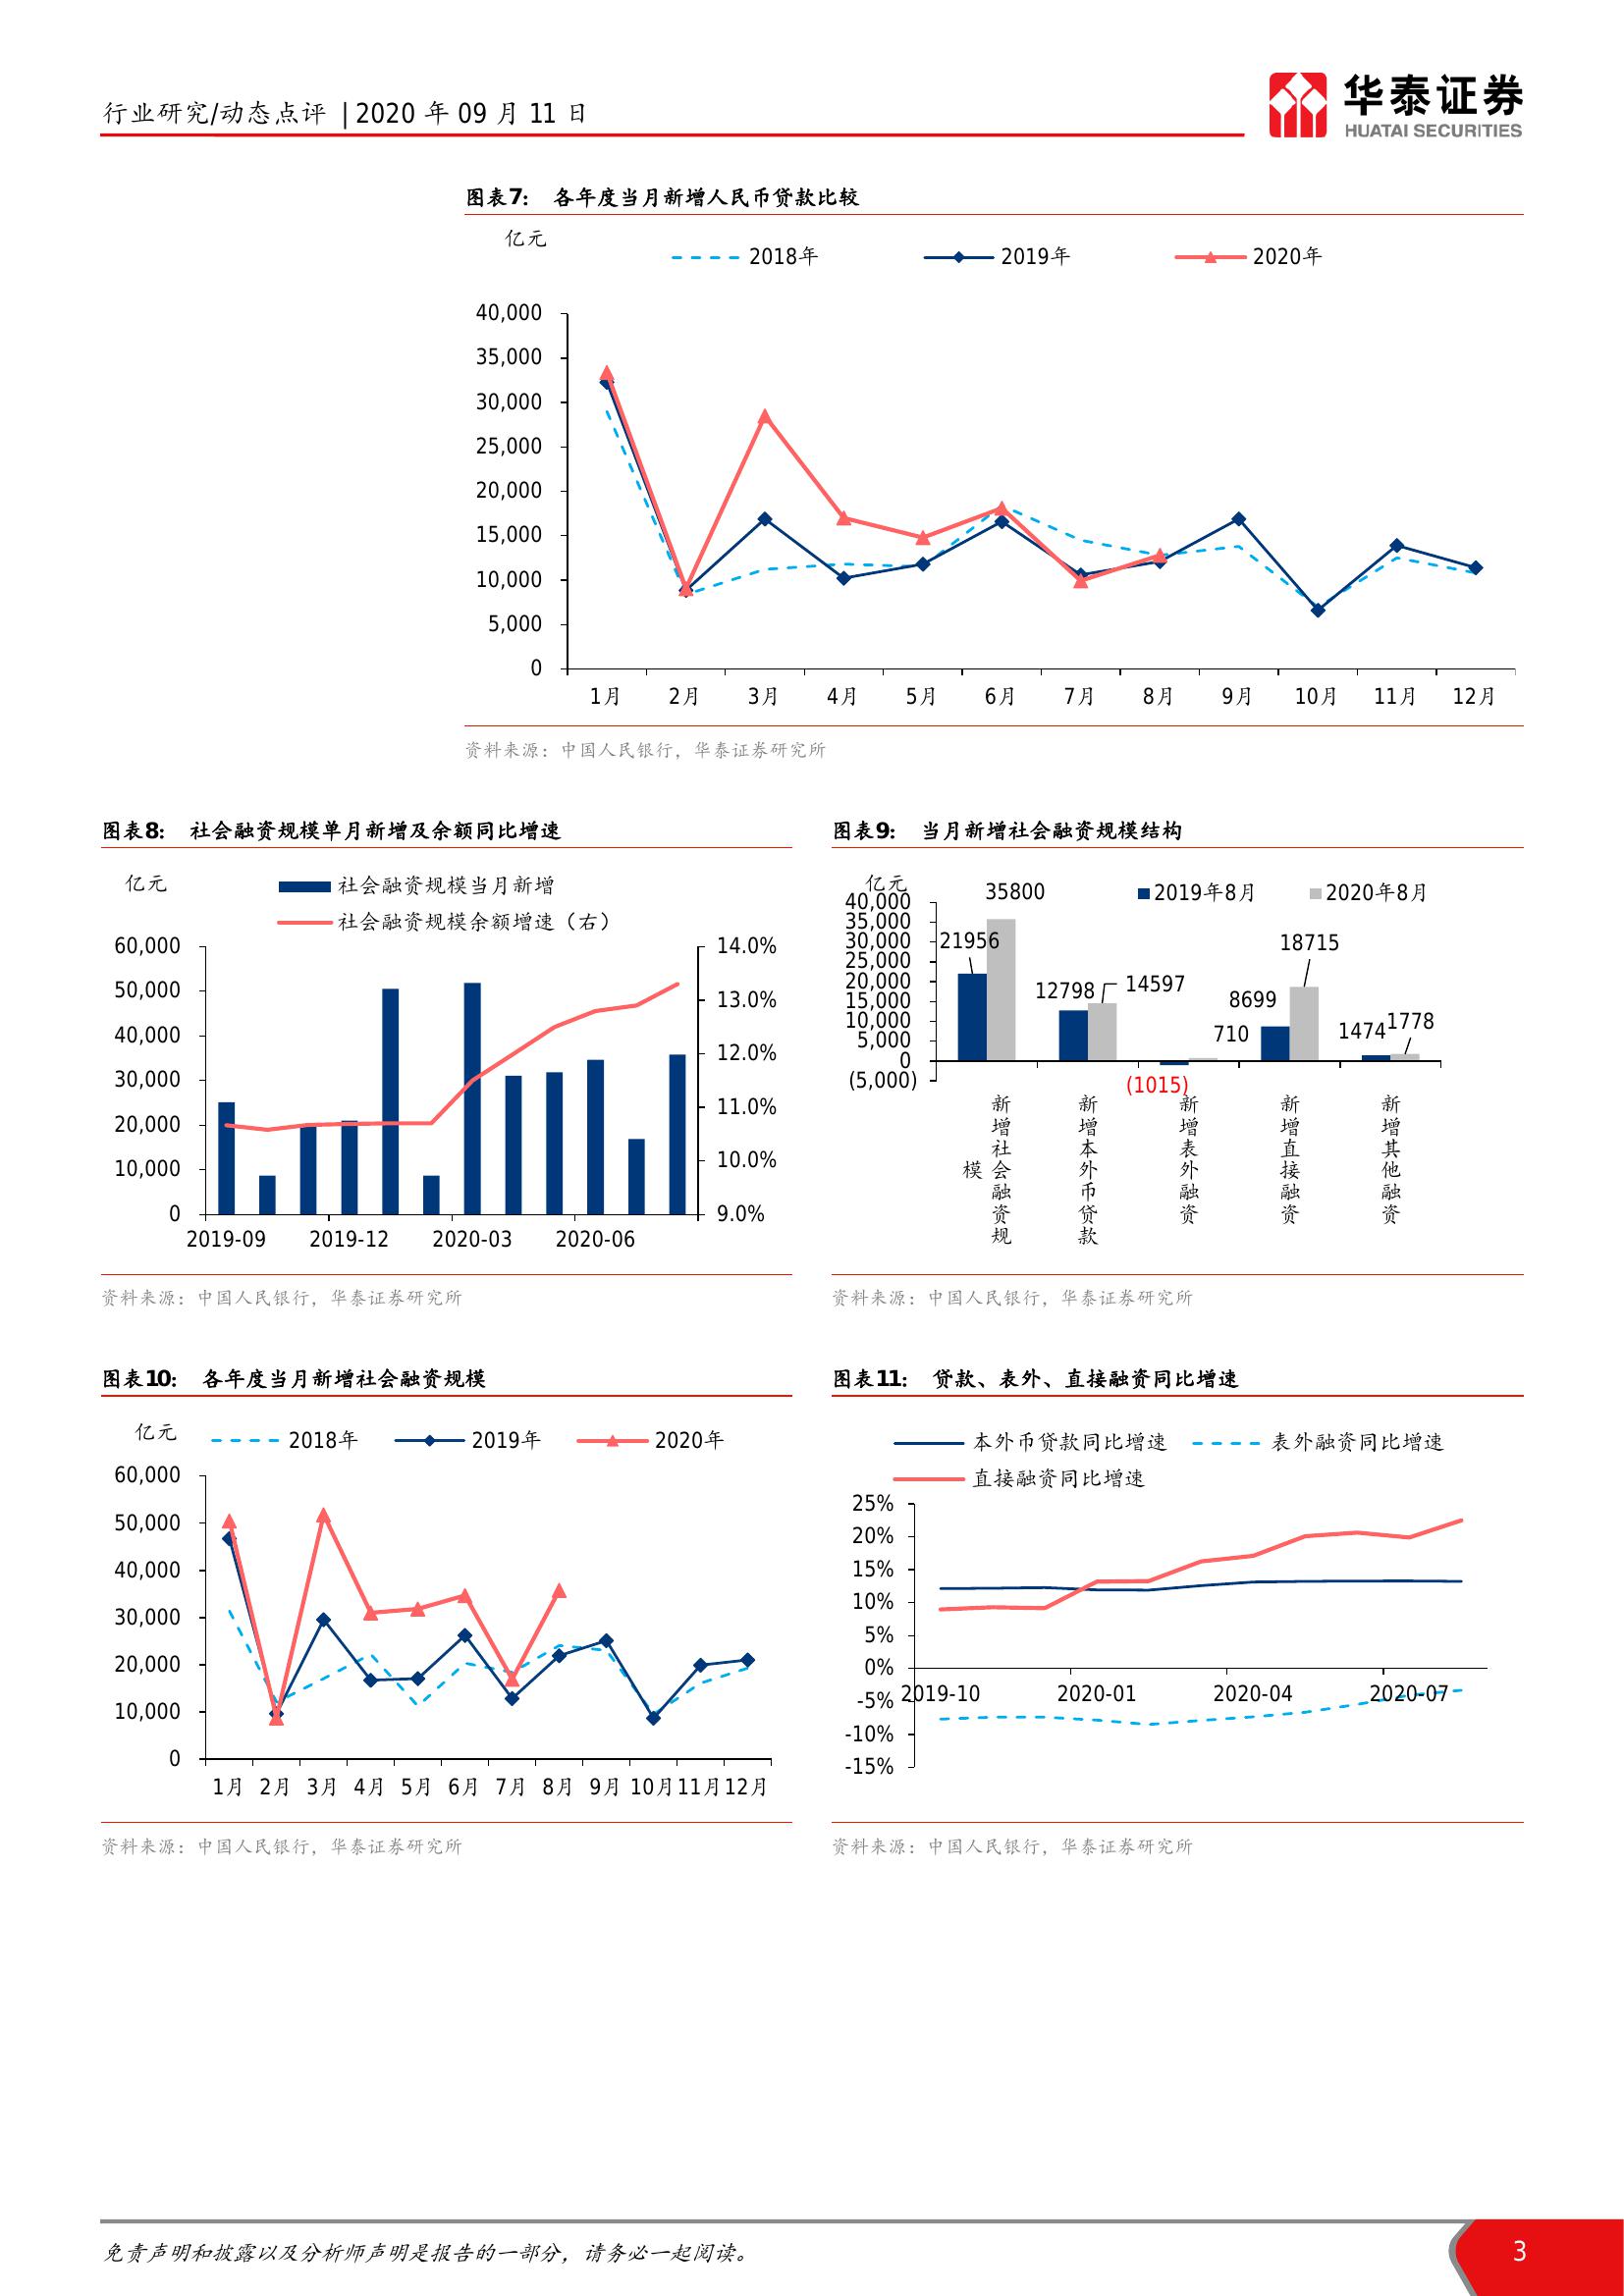 行业研究/动态点评 | 2020 年 09 月 11 日
华泰证券
HUATAI SECURITIES
图表7: 各年度当月新增人民币贷款比较
亿元
2018年 2019年 2020年
40,000
35,000
30,000
25,000
20,000
15,000
10,000
5,000
0
1月 2月 3月 4月 5月 6月 7月 8月 9月 10月 11月 12月
资料来源：中国人民银行，华泰证券研究所
图表8: 社会融资规模单月新增及余额同比增速
亿元
社会融资规模当月新增
社会融资规模余额增速（右）
60,000
50,000
40,000
30,000
20,000
10,000
0
14.0%
13.0%
12.0%
11.0%
10.0%
9.0%
2019-09 2019-12 2020-03 2020-06
资料来源：中国人民银行，华泰证券研究所
图表9: 当月新增社会融资规模结构
亿元
2019年8月 2020年8月
40,000
35,000
30,000
25,000
20,000
15,000
10,000
5,000
0
(5,000)
35800
21956
12798
14597
(1015)
710
8699
18715
1474
1778
新增社会融资规模
新增本外币贷款
新增表外融资
新增直接融资
新增其他融资
资料来源：中国人民银行，华泰证券研究所
图表10: 各年度当月新增社会融资规模
亿元
2018年 2019年 2020年
60,000
50,000
40,000
30,000
20,000
10,000
0
1月 2月 3月 4月 5月 6月 7月 8月 9月 10月 11月 12月
资料来源：中国人民银行，华泰证券研究所
图表11: 贷款、表外、直接融资同比增速
本外币贷款同比增速 表外融资同比增速
直接融资同比增速
25%
20%
15%
10%
5%
0%
-5%
-10%
-15%
2019-10 2020-01 2020-04 2020-07
资料来源：中国人民银行，华泰证券研究所
免责声明和披露以及分析师声明是报告的一部分，请务必一起阅读。
3